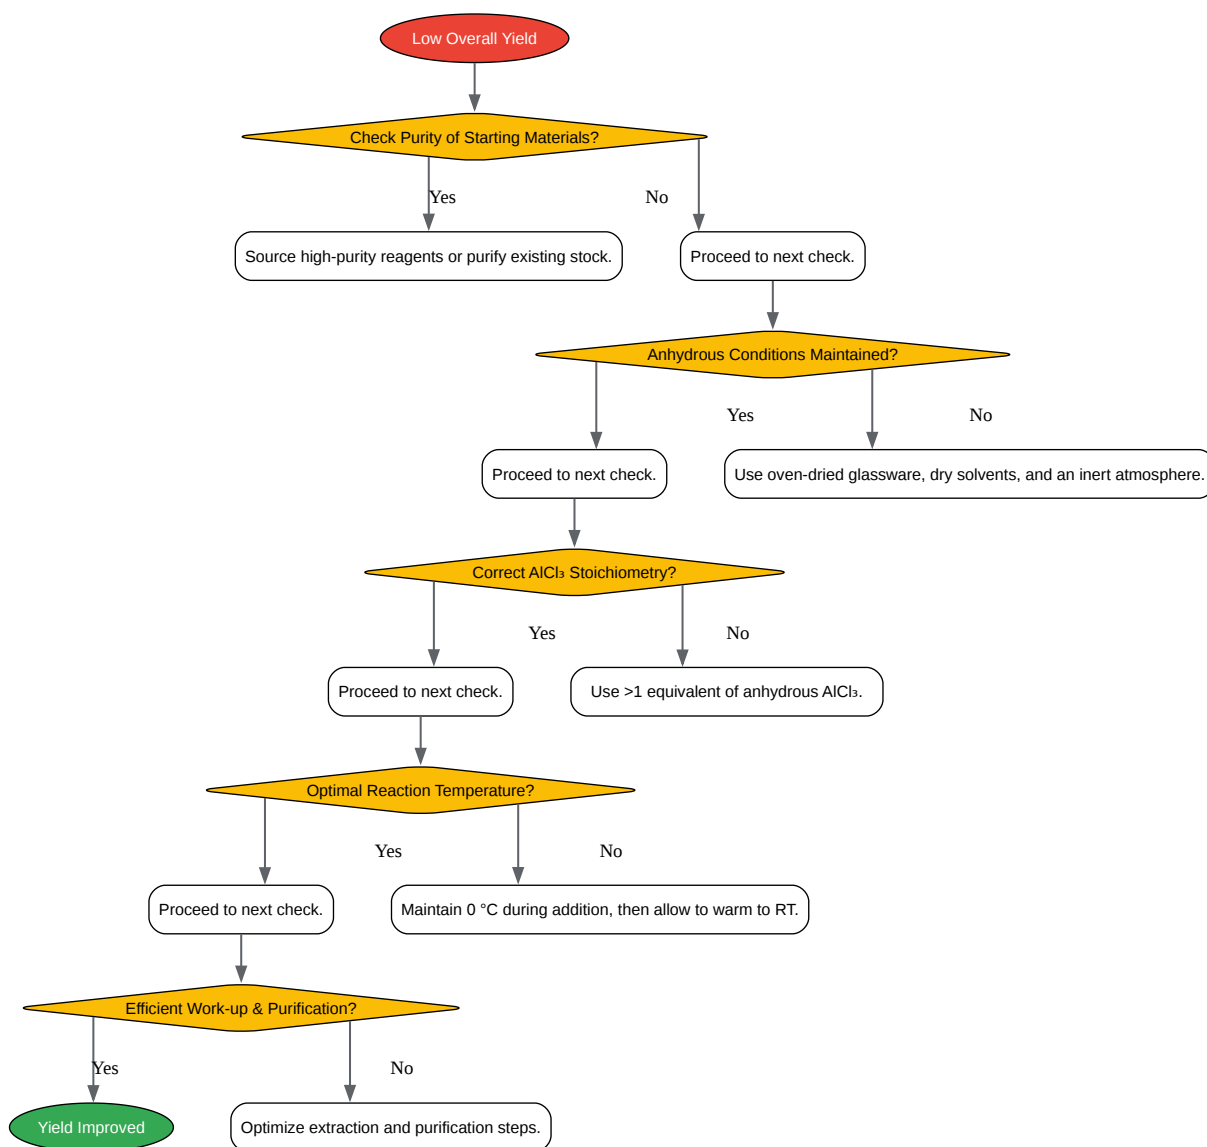 Low Overall Yield
Check Purity of Starting Materials?
Yes
No
Source high-purity reagents or purify existing stock.
Proceed to next check.
Anhydrous Conditions Maintained?
Yes
No
Proceed to next check.
Use oven-dried glassware, dry solvents, and an inert atmosphere.
Correct AlCl₃ Stoichiometry?
Yes
No
Proceed to next check.
Use >1 equivalent of anhydrous AlCl₃.
Optimal Reaction Temperature?
Yes
No
Proceed to next check.
Maintain 0 °C during addition, then allow to warm to RT.
Efficient Work-up & Purification?
Yes
No
Yield Improved
Optimize extraction and purification steps.